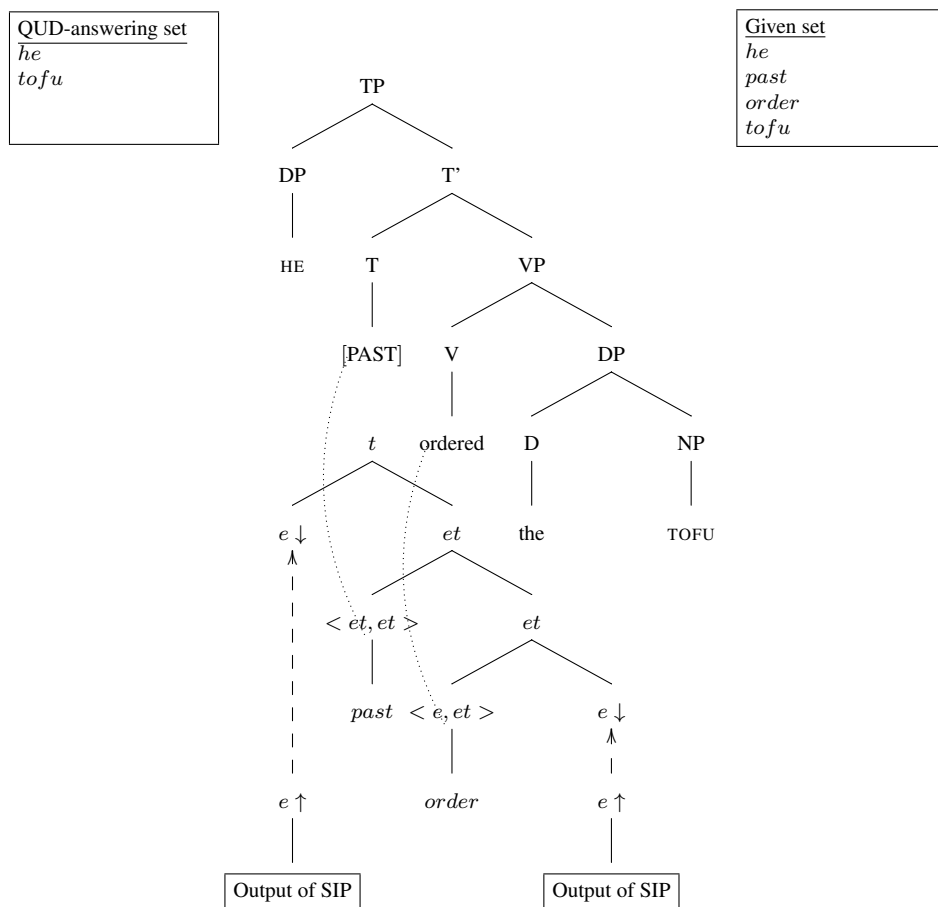 QUD-answering set
he
tofu
Given set
he
past
order
tofu
TP
DP T’
HE T VP
[PAST] V DP
t ordered D NP
e ↓ et the TOFU
< et, et > et
past < e, et > e ↓
e ↑ order e ↑
Output of SIP Output of SIP